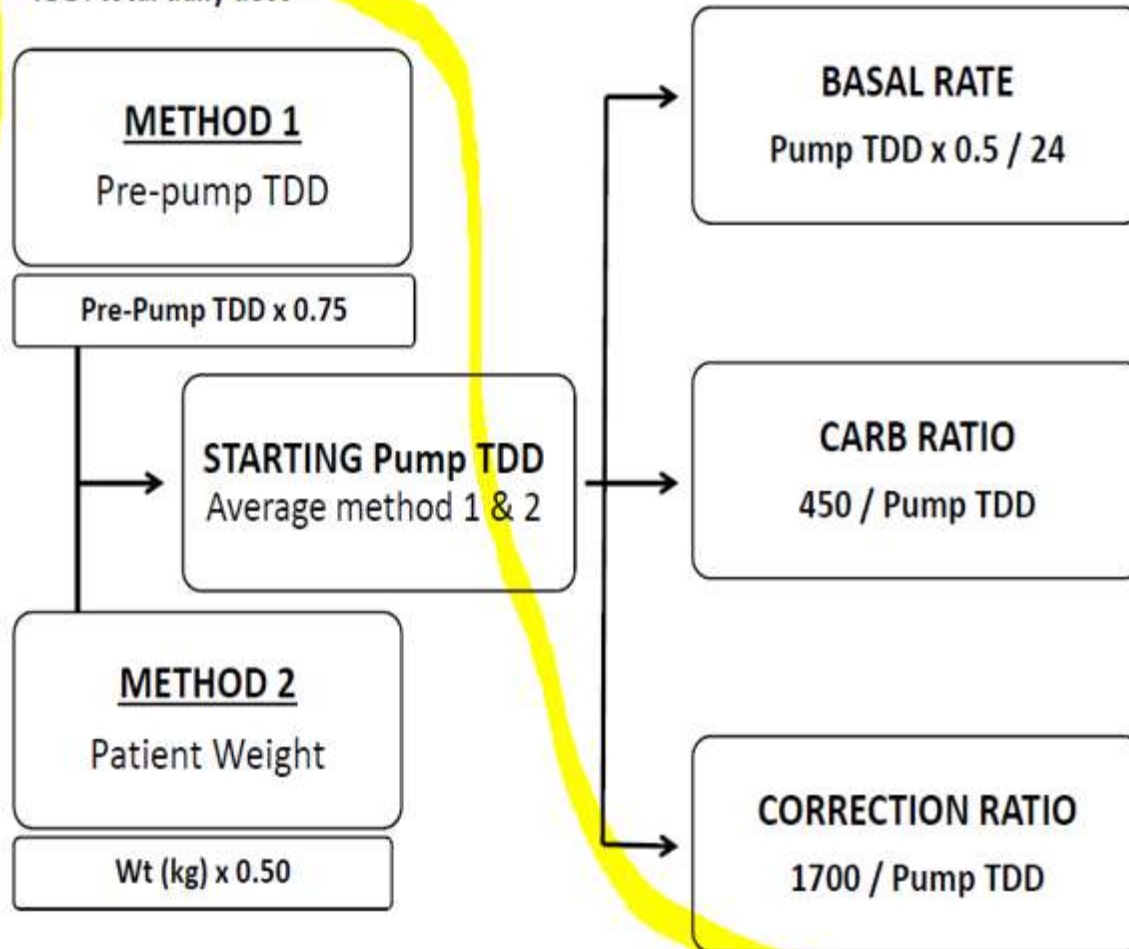 METHOD 1
Pre-pump TDD
Pre-Pump TDD x 0.75
STARTING Pump TDD
Average method 1 & 2
METHOD 2
Patient Weight
Wt (kg) x 0.50
BASAL RATE
Pump TDD x 0.5 / 24
CARB RATIO
450 / Pump TDD
CORRECTION RATIO
1700 / Pump TDD